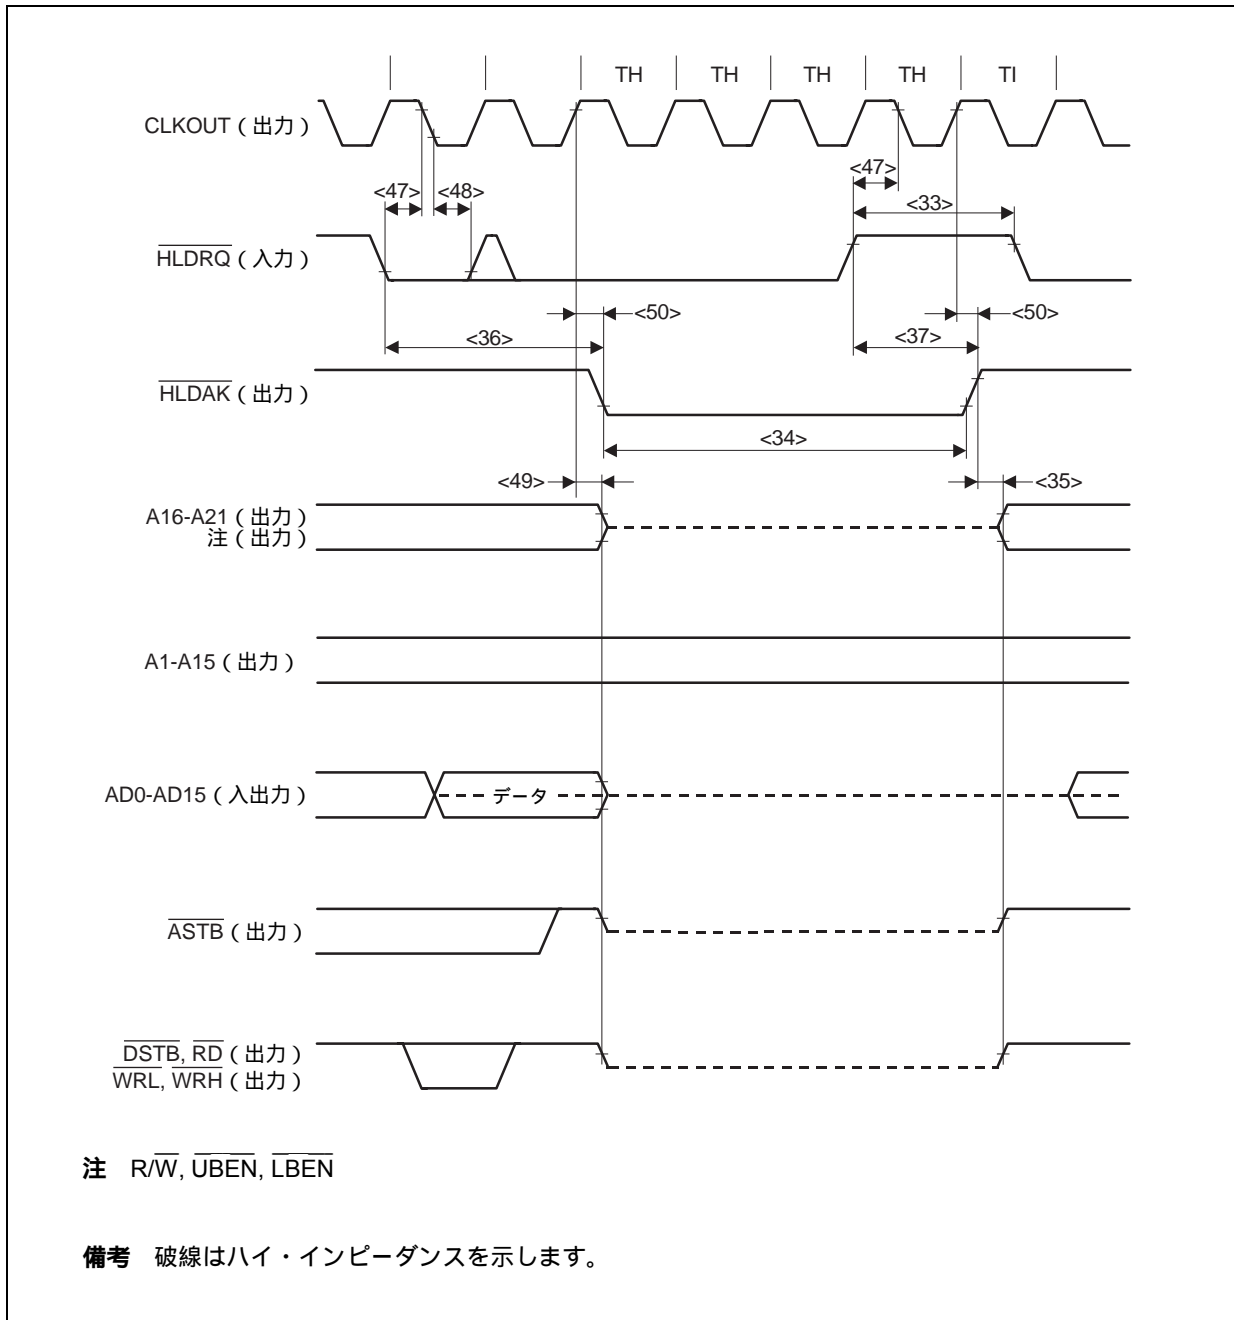 TH TH TH TH TI
CLKOUT(出力)
<47> <48> <47>
<33>
HLDRQ(入力)
<50> <50>
<36> <37>
HLDAK(出力)
<34>
<49> <35>
A16-A21(出力)
注(出力)
A1-A15(出力)
AD0-AD15(入出力) データ
ASTB(出力)
DSTB, RD(出力)
WRL, WRH(出力)
注 R/W, UBEN, LBEN
備考 破線はハイ・インピーダンスを示します。